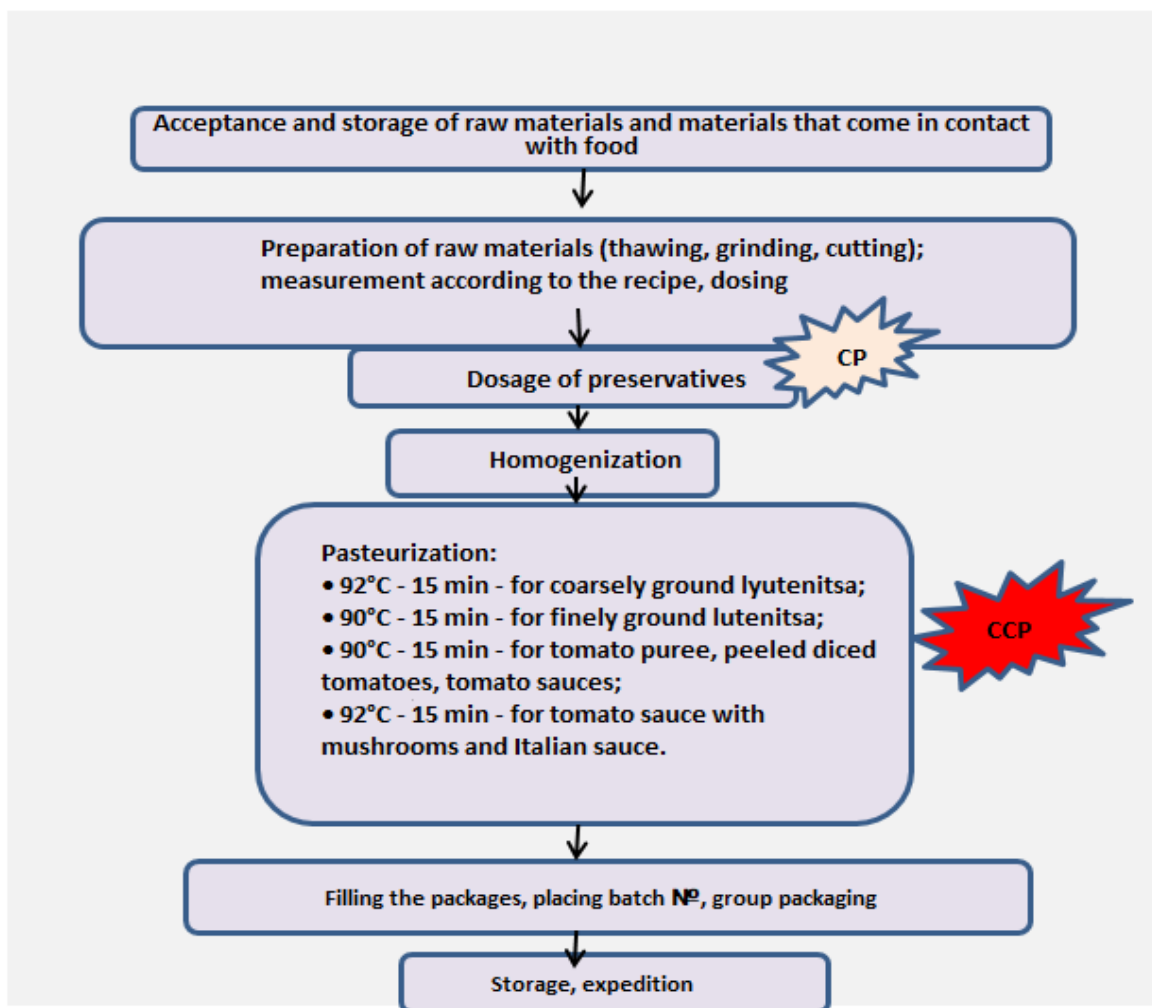 Acceptance and storage of raw materials and materials that come in contact
with food
Preparation of raw materials (thawing, grinding, cutting);
measurement according to the recipe, dosing
CP
Dosage of preservatives
Homogenization
Pasteurization:
• 92°C - 15 min - for coarsely ground lyutenitsa;
• 90°C - 15 min - for finely ground lutenitsa;
• 90°C - 15 min - for tomato puree, peeled diced
tomatoes, tomato sauces;
• 92°C - 15 min - for tomato sauce with
mushrooms and Italian sauce.
CCP
Filling the packages, placing batch №, group packaging
Storage, expedition